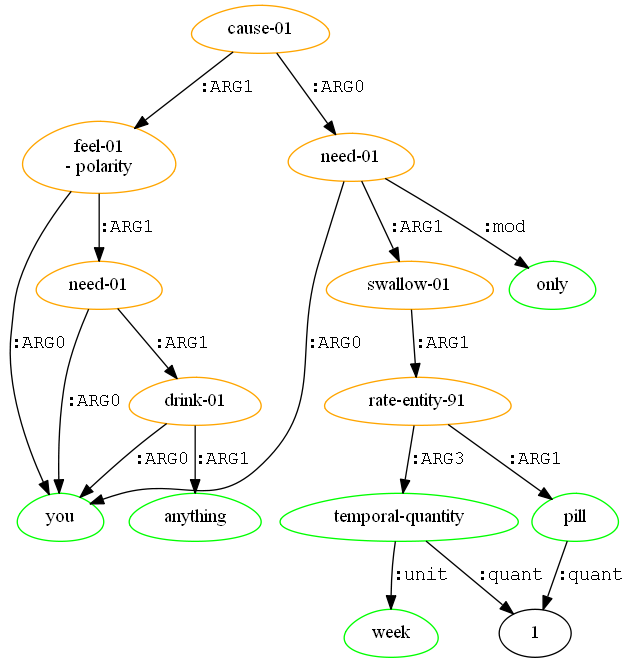 cause-01
:ARG1
:ARG0
feel-01
- polarity
need-01
:ARG1
:ARG1
:mod
need-01
swallow-01
only
:ARG0
:ARG1
:ARG0
:ARG1
:ARG0
drink-01
rate-entity-91
:ARG0
:ARG1
:ARG3
:ARG1
you
anything
temporal-quantity
pill
:unit
:quant
:quant
week
1